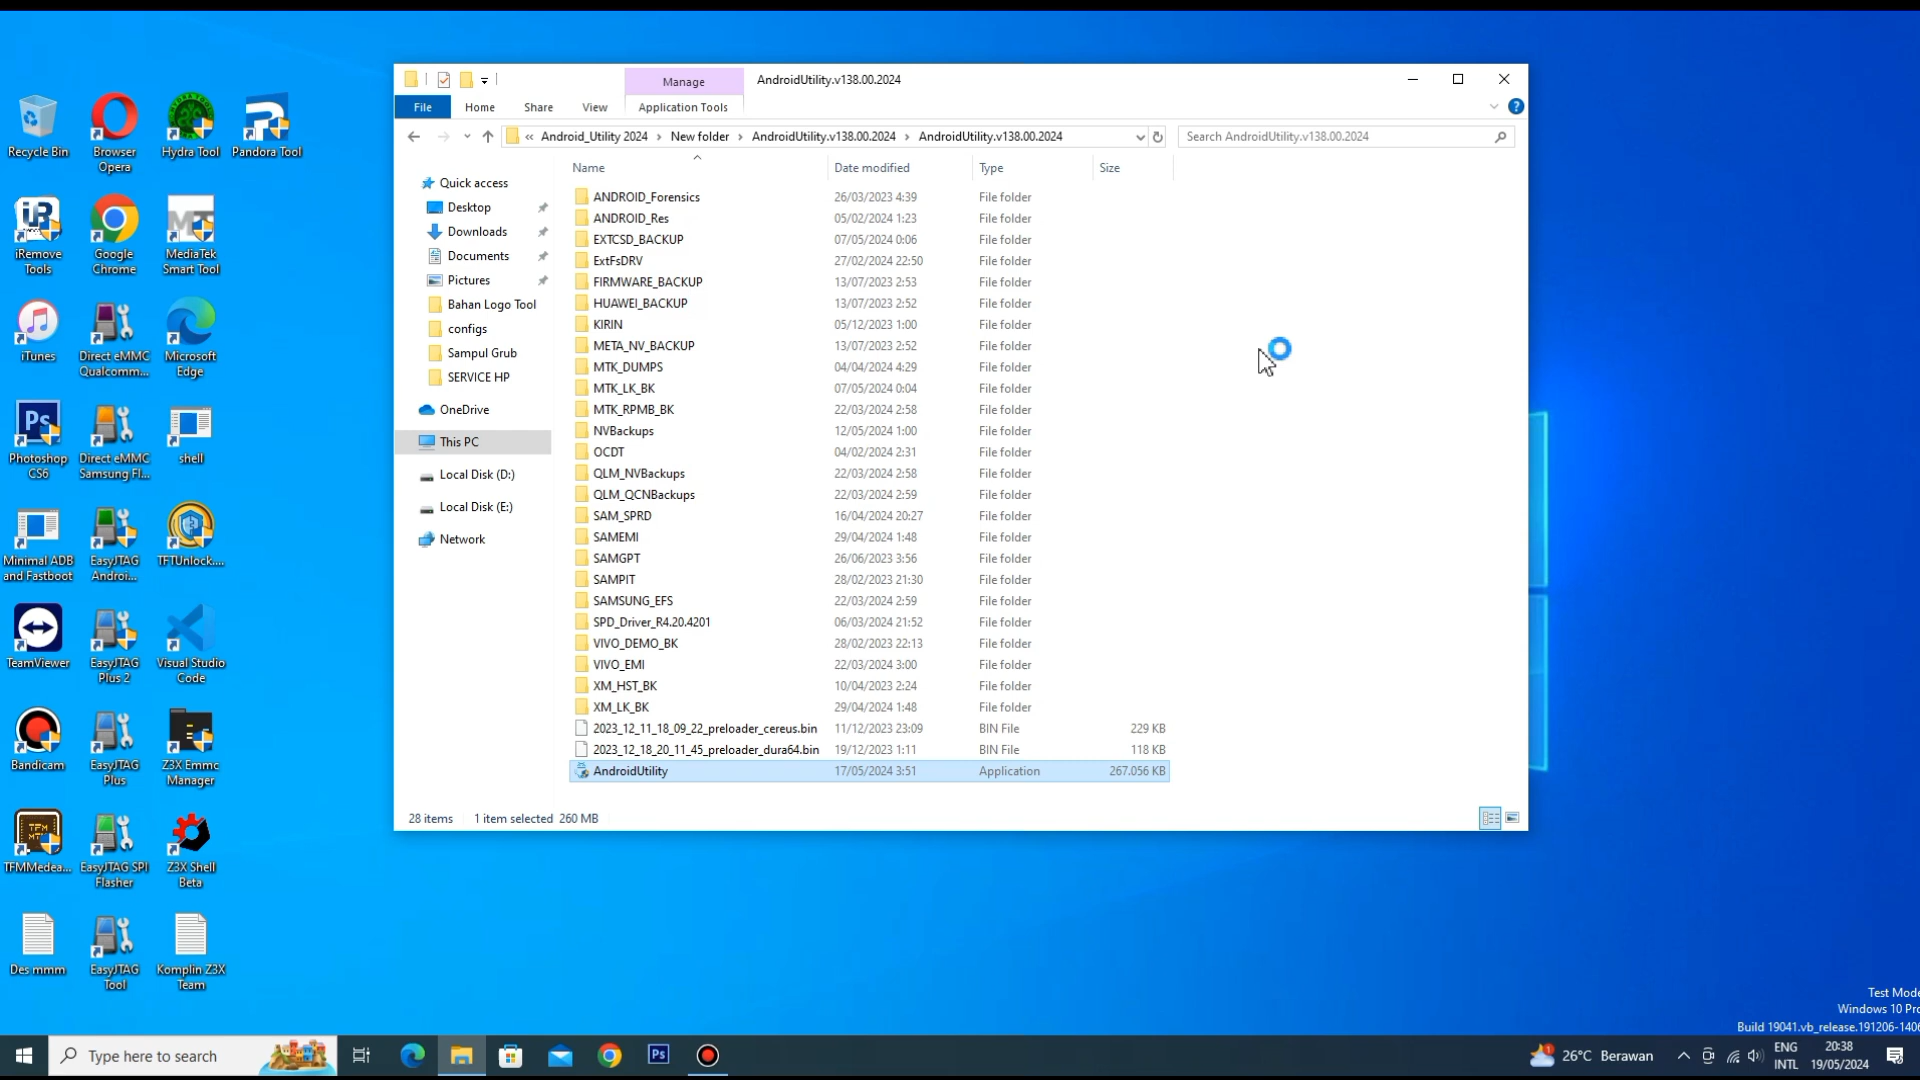 Manage
AndroidUtility.v138.00.2024
File
Home
Share
View
Application Tools
« Android_Utility 2024 › New folder › AndroidUtility.v138.00.2024 › AndroidUtility.v138.00.2024
Search AndroidUtility.v138.00.2024
Name Date modified Type Size
Quick access
Desktop
Downloads
Documents
Pictures
Bahan Logo Tool
configs
Sampul Grub
SERVICE HP
OneDrive
This PC
Local Disk (D:)
Local Disk (E:)
Network
ANDROID_Forensics 26/03/2023 4:39 File folder
ANDROID_Res 05/02/2024 1:23 File folder
EXTCSD_BACKUP 07/05/2024 0:06 File folder
ExtFsDRV 27/02/2024 22:50 File folder
FIRMWARE_BACKUP 13/07/2023 2:53 File folder
HUAWEI_BACKUP 13/07/2023 2:52 File folder
KIRIN 05/12/2023 1:00 File folder
META_NV_BACKUP 13/07/2023 2:52 File folder
MTK_DUMPS 04/04/2024 4:29 File folder
MTK_LK_BK 07/05/2024 0:04 File folder
MTK_RPMB_BK 22/03/2024 2:58 File folder
NVBackups 12/05/2024 1:00 File folder
OCDT 04/02/2024 2:31 File folder
QLM_NVBackups 22/03/2024 2:58 File folder
QLM_QCNBackups 22/03/2024 2:59 File folder
SAM_SPRD 16/04/2024 20:27 File folder
SAMEMI 29/04/2024 1:48 File folder
SAMGPT 26/06/2023 3:56 File folder
SAMPIT 28/02/2023 21:30 File folder
SAMSUNG_EFS 22/03/2024 2:59 File folder
SPD_Driver_R4.20.4201 06/03/2024 21:52 File folder
VIVO_DEMO_BK 28/02/2023 22:13 File folder
VIVO_EMI 22/03/2024 3:00 File folder
XM_HST_BK 10/04/2023 2:24 File folder
XM_LK_BK 29/04/2024 1:48 File folder
2023_12_11_18_09_22_preloader_cereus.bin 11/12/2023 23:09 BIN File 229 KB
2023_12_18_20_11_45_preloader_dura64.bin 19/12/2023 1:11 BIN File 118 KB
AndroidUtility 17/05/2024 3:51 Application 267.056 KB
28 items 1 item selected 260 MB
Recycle Bin
Browser
Opera
Hydra Tool
Pandora Tool
iRemove
Tools
Google
Chrome
MediaTek
Smart Tool
iTunes
Direct eMMC
Qualcomm...
Microsoft
Edge
Ps
Photoshop
CS6
Direct eMMC
Samsung Fl...
shell
Minimal ADB
and Fastboot
EasyJTAG
Androi...
TFTUnlock....
TeamViewer
EasyJTAG
Plus 2
Visual Studio
Code
Bandicam
EasyJTAG
Plus
Z3X Emmc
Manager
TFMMedea...
EasyJTAG SPI
Flasher
Z3X Shell
Beta
Des mmm
EasyJTAG
Tool
Komplin Z3X
Team
Test Mode
Windows 10 Pro
Build 19041.vb_release.191206-1406
Type here to search
Ps
26°C Berawan
ENG
INTL
20:38
19/05/2024